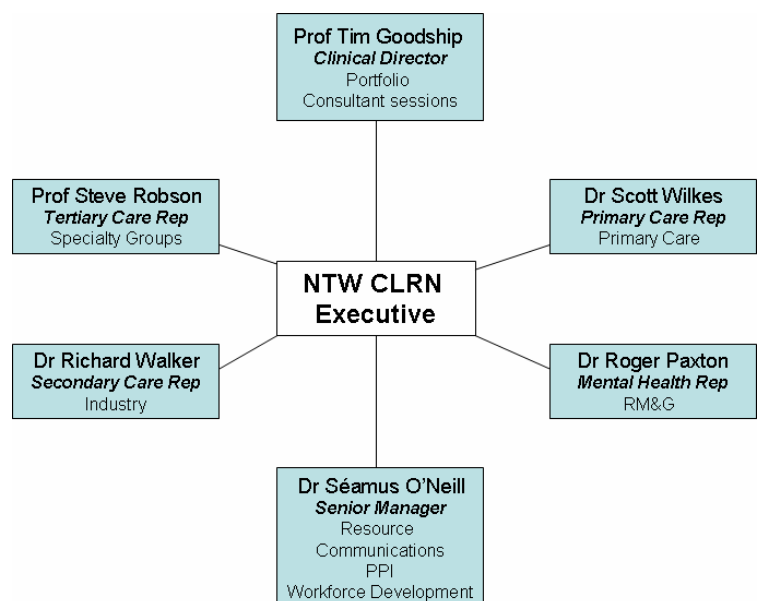 Prof Tim Goodship
Clinical Director
Portfolio
Consultant sessions
Prof Steve Robson
Tertiary Care Rep
Specialty Groups
Dr Scott Wilkes
Primary Care Rep
Primary Care
NTW CLRN
Executive
Dr Richard Walker
Secondary Care Rep
Industry
Dr Roger Paxton
Mental Health Rep
RM&G
Dr Séamus O'Neill
Senior Manager
Resource
Communications
PPI
Workforce Development